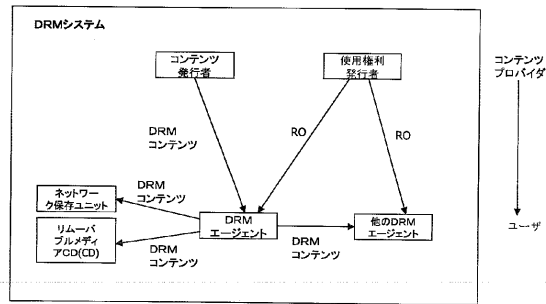 DRMシステム
コンテンツ
発行者
使用権利
発行者
コンテンツ
プロバイダ
DRM
コンテンツ
RO
RO
ネットワー
ク保存ユニット
DRM
コンテンツ
リムーバ
ブルメディ
アCD(CD)
DRM
エージェント
他のDRM
エージェント
ユーザ
DRM
コンテンツ
DRM
コンテンツ